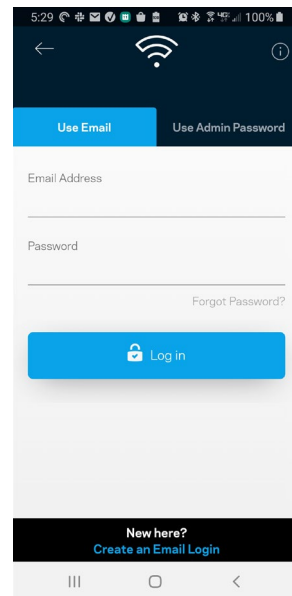 5:29 100%
Use Email Use Admin Password
Email Address
Password
Forgot Password?
Log in
New here?
Create an Email Login